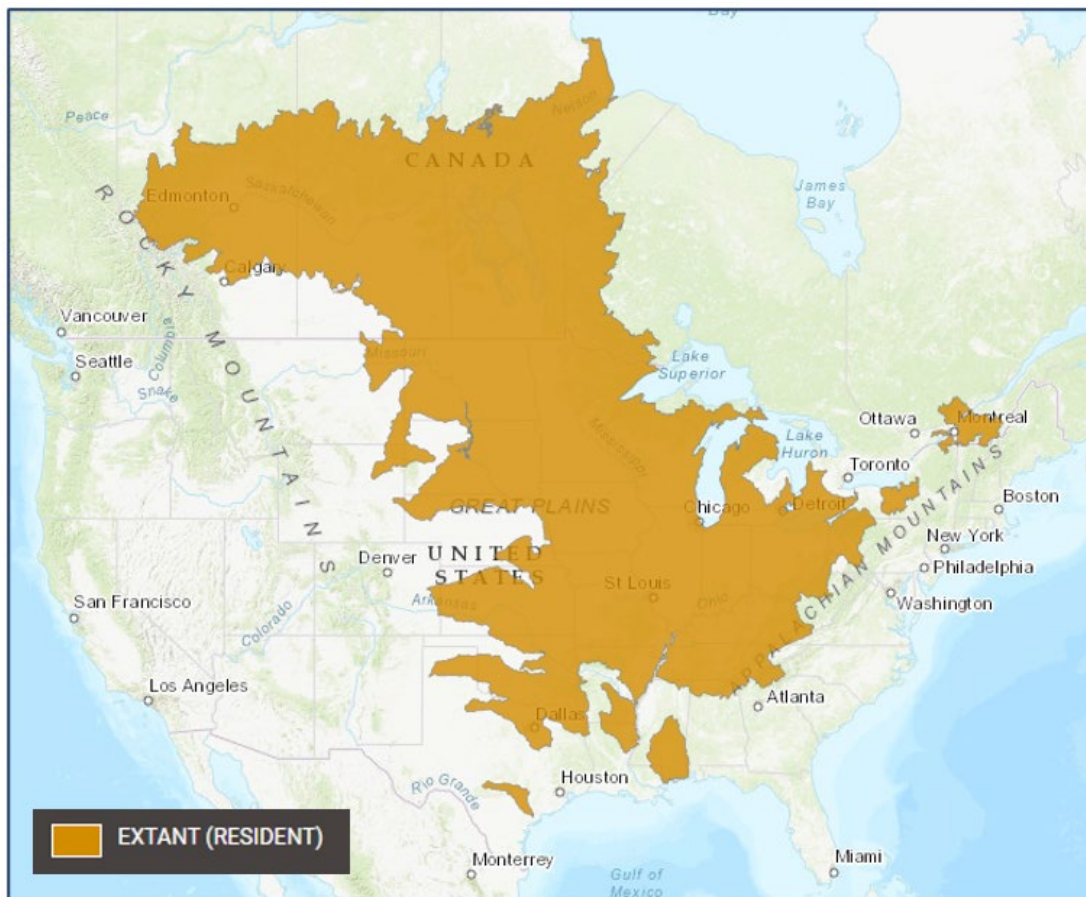 Bay
Peace
Nelson
CANADA
Edmonton
Saskatchewan
James
Bay
ROCKY MOUNTAINS
Calgary
Vancouver
Columbia
Missouri
Lake
Superior
Seattle
Snake
Ottawa
Montreal
Mississippi
Lake
Huron
Toronto
GREAT PLAINS
Chicago
Detroit
Boston
APPALACHIAN MOUNTAINS
New York
Denver
UNITED
STATES
St Louis
Philadelphia
San Francisco
Colorado
Arkansas
Ohio
Washington
Los Angeles
Atlanta
Dallas
Rio Grande
Houston
EXTANT (RESIDENT)
Monterrey
Gulf of
Mexico
Miami